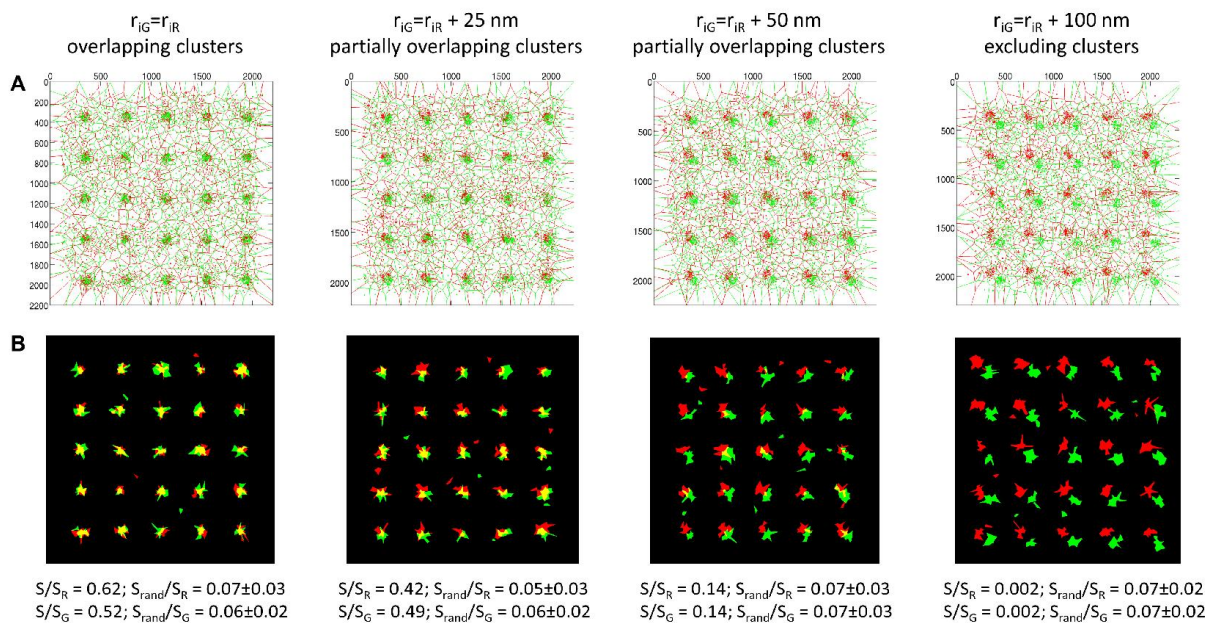 r_iG=r_iR
overlapping clusters
r_iG=r_iR + 25 nm
partially overlapping clusters
r_iG=r_iR + 50 nm
partially overlapping clusters
r_iG=r_iR + 100 nm
excluding clusters
A
0 500 1000 1500 2000
0
200
400
600
800
1000
1200
1400
1600
1800
2000
2200
0 500 1000 1500 2000
0
500
1000
1500
2000
0 500 1000 1500 2000
0
500
1000
1500
2000
0 500 1000 1500 2000
0
500
1000
1500
2000
B
S/S_R = 0.62; S_rand/S_R = 0.07±0.03
S/S_G = 0.52; S_rand/S_G = 0.06±0.02
S/S_R = 0.42; S_rand/S_R = 0.05±0.03
S/S_G = 0.49; S_rand/S_G = 0.06±0.02
S/S_R = 0.14; S_rand/S_R = 0.07±0.03
S/S_G = 0.14; S_rand/S_G = 0.07±0.03
S/S_R = 0.002; S_rand/S_R = 0.07±0.02
S/S_G = 0.002; S_rand/S_G = 0.07±0.02